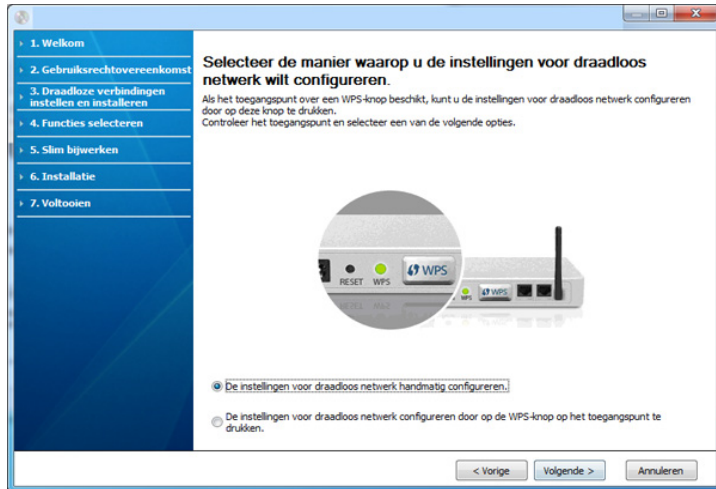 1. Welkom
2. Gebruiksrechtovereenkomst
3. Draadloze verbindingen
instellen en installeren
4. Functies selecteren
5. Slim bijwerken
6. Installatie
7. Voltooien
Selecteer de manier waarop u de instellingen voor draadloos
netwerk wilt configureren.
Als het toegangspunt over een WPS-knop beschikt, kunt u de instellingen voor draadloos netwerk configureren
door op deze knop te drukken.
Controleer het toegangspunt en selecteer een van de volgende opties.
RESET WPS WPS
WPS WPS
De instellingen voor draadloos netwerk handmatig configureren.
De instellingen voor draadloos netwerk configureren door op de WPS-knop op het toegangspunt te
drukken.
< Vorige Volgende > Annuleren